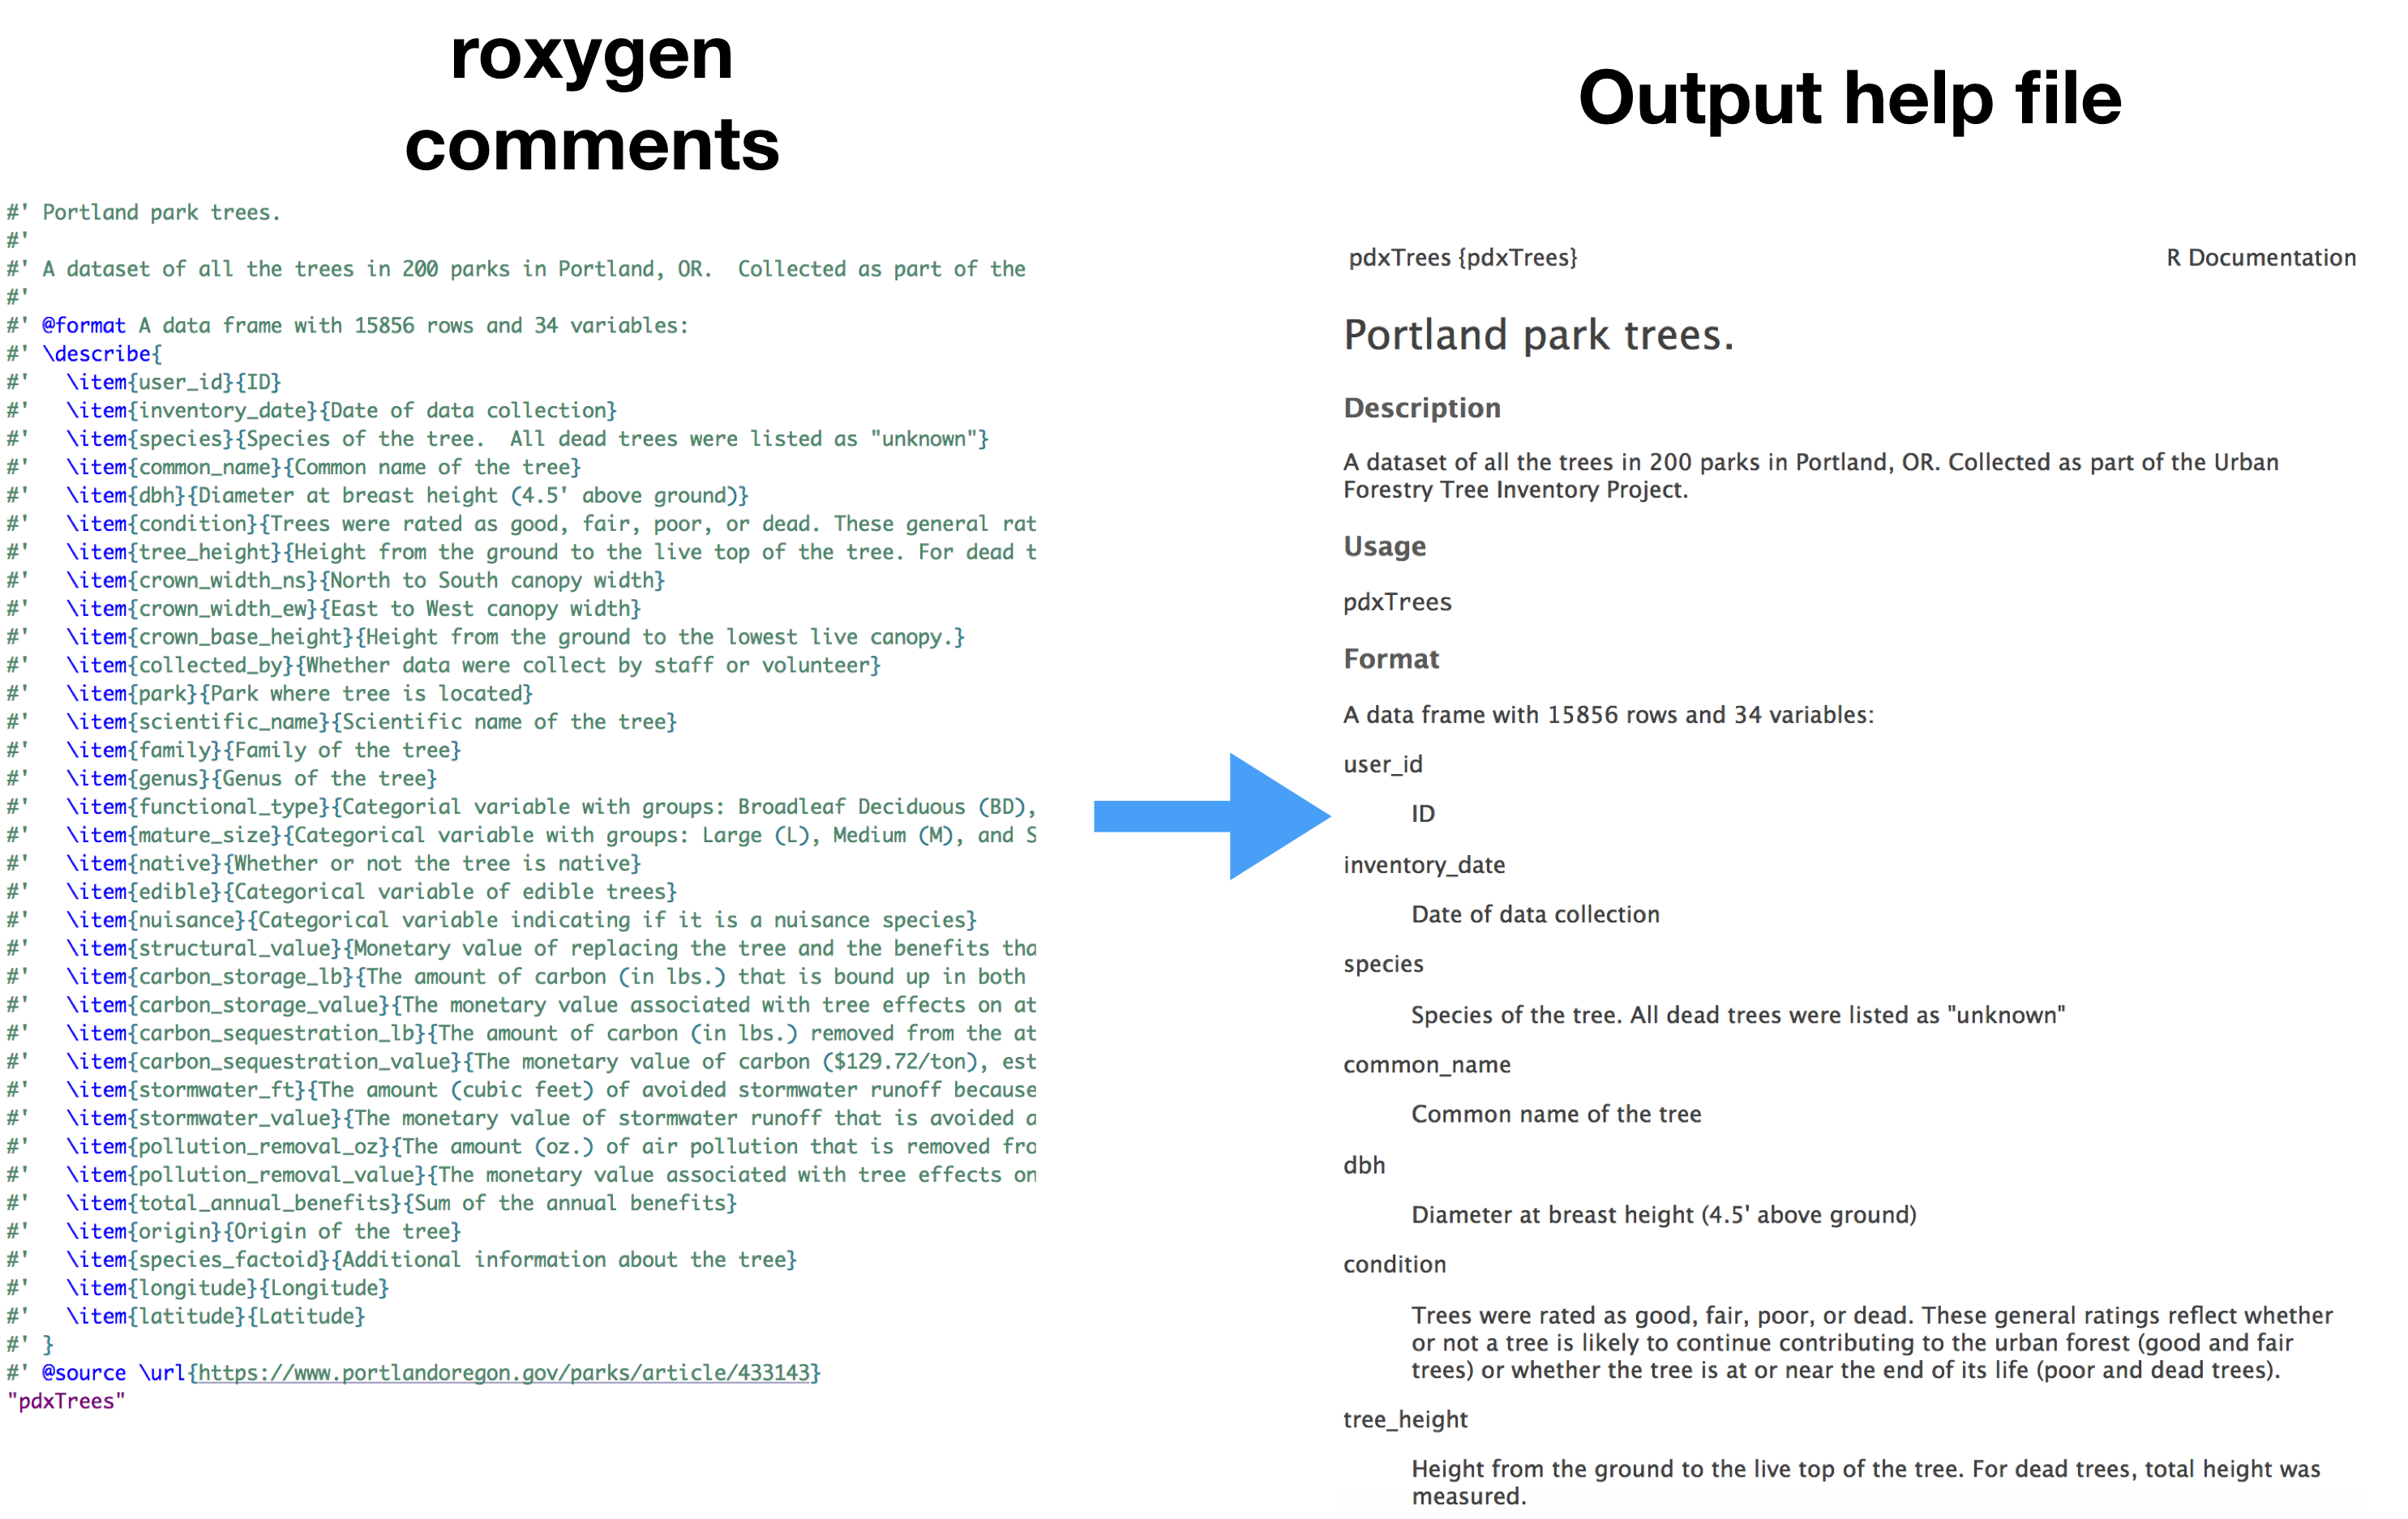 roxygen
comments
#' Portland park trees.
#'
#' A dataset of all the trees in 200 parks in Portland, OR.  Collected as part of the
#'
#' @format A data frame with 15856 rows and 34 variables:
#' \describe{
#'   \item{user_id}{ID}
#'   \item{inventory_date}{Date of data collection}
#'   \item{species}{Species of the tree.  All dead trees were listed as "unknown"}
#'   \item{common_name}{Common name of the tree}
#'   \item{dbh}{Diameter at breast height (4.5' above ground)}
#'   \item{condition}{Trees were rated as good, fair, poor, or dead. These general rat
#'   \item{tree_height}{Height from the ground to the live top of the tree. For dead t
#'   \item{crown_width_ns}{North to South canopy width}
#'   \item{crown_width_ew}{East to West canopy width}
#'   \item{crown_base_height}{Height from the ground to the lowest live canopy.}
#'   \item{collected_by}{Whether data were collect by staff or volunteer}
#'   \item{park}{Park where tree is located}
#'   \item{scientific_name}{Scientific name of the tree}
#'   \item{family}{Family of the tree}
#'   \item{genus}{Genus of the tree}
#'   \item{functional_type}{Categorial variable with groups: Broadleaf Deciduous (BD),
#'   \item{mature_size}{Categorical variable with groups: Large (L), Medium (M), and S
#'   \item{native}{Whether or not the tree is native}
#'   \item{edible}{Categorical variable of edible trees}
#'   \item{nuisance}{Categorical variable indicating if it is a nuisance species}
#'   \item{structural_value}{Monetary value of replacing the tree and the benefits tha
#'   \item{carbon_storage_lb}{The amount of carbon (in lbs.) that is bound up in both
#'   \item{carbon_storage_value}{The monetary value associated with tree effects on at
#'   \item{carbon_sequestration_lb}{The amount of carbon (in lbs.) removed from the at
#'   \item{carbon_sequestration_value}{The monetary value of carbon ($129.72/ton), est
#'   \item{stormwater_ft}{The amount (cubic feet) of avoided stormwater runoff because
#'   \item{stormwater_value}{The monetary value of stormwater runoff that is avoided a
#'   \item{pollution_removal_oz}{The amount (oz.) of air pollution that is removed fro
#'   \item{pollution_removal_value}{The monetary value associated with tree effects on
#'   \item{total_annual_benefits}{Sum of the annual benefits}
#'   \item{origin}{Origin of the tree}
#'   \item{species_factoid}{Additional information about the tree}
#'   \item{longitude}{Longitude}
#'   \item{latitude}{Latitude}
#' }
#' @source \url{https://www.portlandoregon.gov/parks/article/433143}
"pdxTrees"
Output help file
pdxTrees {pdxTrees}
R Documentation
Portland park trees.
Description
A dataset of all the trees in 200 parks in Portland, OR. Collected as part of the Urban
Forestry Tree Inventory Project.
Usage
pdxTrees
Format
A data frame with 15856 rows and 34 variables:
user_id
ID
inventory_date
Date of data collection
species
Species of the tree. All dead trees were listed as "unknown"
common_name
Common name of the tree
dbh
Diameter at breast height (4.5' above ground)
condition
Trees were rated as good, fair, poor, or dead. These general ratings reflect whether
or not a tree is likely to continue contributing to the urban forest (good and fair
trees) or whether the tree is at or near the end of its life (poor and dead trees).
tree_height
Height from the ground to the live top of the tree. For dead trees, total height was
measured.